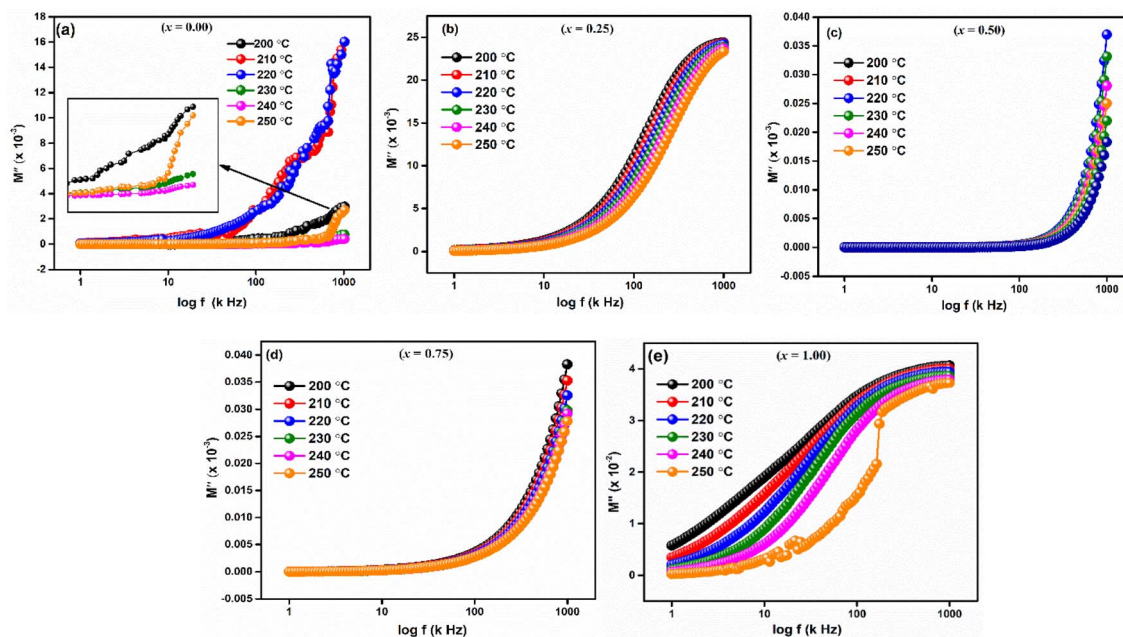 (a)
(x = 0.00)
200 °C
210 °C
220 °C
230 °C
240 °C
250 °C
M'' (x 10⁻³)
18
16
14
12
10
8
6
4
2
0
-2
1
10
100
1000
log f (k Hz)
(b)
(x = 0.25)
200 °C
210 °C
220 °C
230 °C
240 °C
250 °C
M'' (x 10⁻³)
25
20
15
10
5
0
1
10
100
1000
log f (k Hz)
(c)
(x = 0.50)
200 °C
210 °C
220 °C
230 °C
240 °C
250 °C
M'' (x 10⁻³)
0.040
0.035
0.030
0.025
0.020
0.015
0.010
0.005
0.000
-0.005
1
10
100
1000
log f (k Hz)
(d)
(x = 0.75)
200 °C
210 °C
220 °C
230 °C
240 °C
250 °C
M'' (x 10⁻³)
0.040
0.035
0.030
0.025
0.020
0.015
0.010
0.005
0.000
-0.005
1
10
100
1000
log f (k Hz)
(e)
(x = 1.00)
200 °C
210 °C
220 °C
230 °C
240 °C
250 °C
M'' (x 10⁻²)
4
2
0
1
10
100
1000
log f (k Hz)